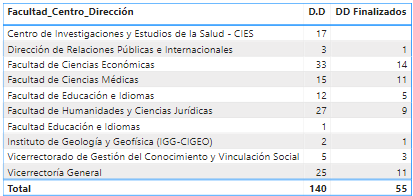 Facultad_Centro_Dirección D.D DD Finalizados
Centro de Investigaciones y Estudios de la Salud - CIES 17
Dirección de Relaciones Públicas e Internacionales 3 1
Facultad de Ciencias Económicas 33 14
Facultad de Ciencias Médicas 15 11
Facultad de Educación e Idiomas 12 5
Facultad de Humanidades y Ciencias Jurídicas 27 9
Facultad Educación e Idiomas 1
Instituto de Geología y Geofísica (IGG-CIGEO) 2 1
Vicerrectorado de Gestión del Conocimiento y Vinculación Social 5 3
Vicerrectoría General 25 11
Total 140 55